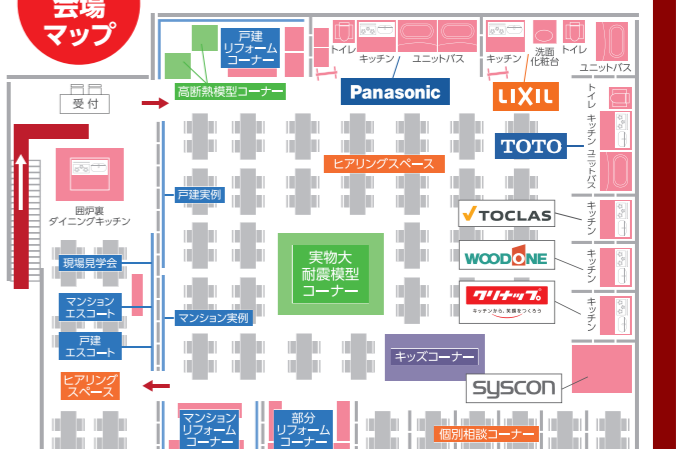 会場
マップ
受付
戸建
リフォーム
コーナー
高断熱模型コーナー
トイレ
キッチン
ユニットバス
Panasonic
キッチン
洗面
化粧台
トイレ
ユニットバス
LIXIL
トイレ
キッチン
ユニットバス
TOTO
ヒアリングスペース
囲炉裏
ダイニングキッチン
戸建実例
キッチン
TOCLAS
現場見学会
実物大
耐震模型
コーナー
キッチン
WOODONE
マンション
エスコート
マンション実例
キッチン
クリナップ
キッチンから、笑顔をつくろう
戸建
エスコート
キッズコーナー
ヒアリング
スペース
syscon
マンション
リフォーム
コーナー
部分
リフォーム
コーナー
個別相談コーナー